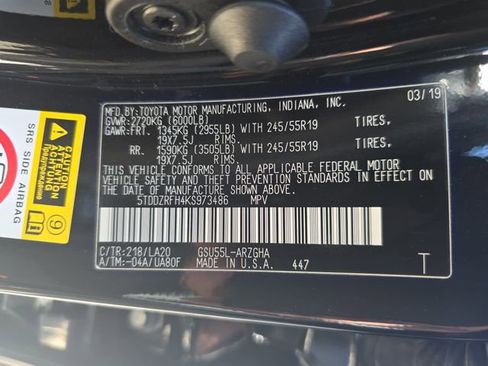 MFD. BY: TOYOTA MOTOR MANUFACTURING, INDIANA, INC. 03/19
GVWR: 2720KG (6000LB)
GAWR: FRT. 1345KG (2955LB) WITH 245/55R19 TIRES,
19X7.5J RIMS.
RR. 1590KG (3505LB) WITH 245/55R19 TIRES,
19X7.5J RIMS.
THIS VEHICLE CONFORMS TO ALL APPLICABLE FEDERAL MOTOR
VEHICLE SAFETY AND THEFT PREVENTION STANDARDS IN EFFECT ON
THE DATE OF MANUFACTURE SHOWN ABOVE.
5TDDZRFH4KS973486 MPV
C/TR: 218/LA20 GSU55L-ARZGHA
A/TM: -04A/UA80F MADE IN U.S.A. 447 T
SRS SIDE AIRBAG
CAUTION
9